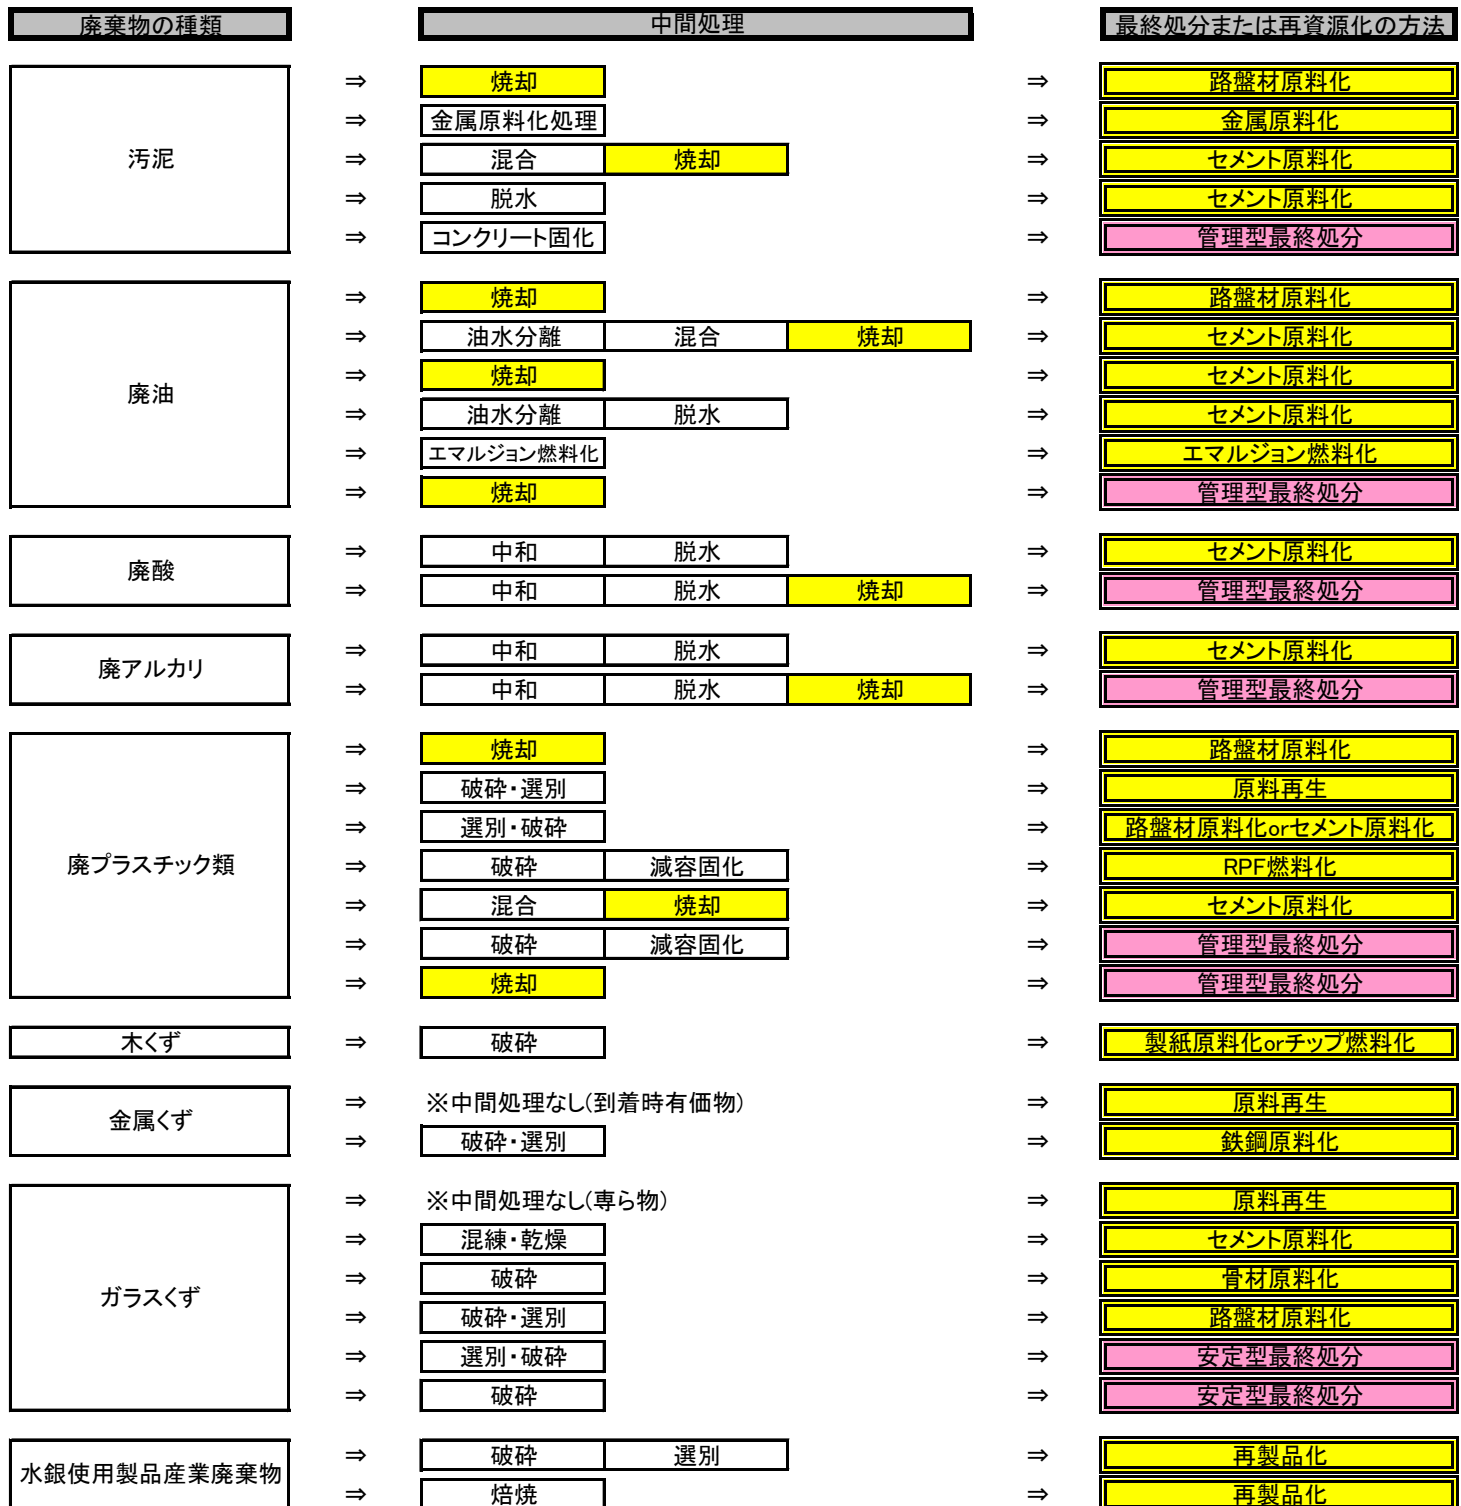 廃棄物の種類 中間処理 最終処分または再資源化の方法
⇒ 焼却 ⇒ 路盤材原料化
⇒ 金属原料化処理 ⇒ 金属原料化
汚泥 ⇒ 混合 焼却 ⇒ セメント原料化
⇒ 脱水 ⇒ セメント原料化
⇒ コンクリート固化 ⇒ 管理型最終処分
⇒ 焼却 ⇒ 路盤材原料化
⇒ 油水分離 混合 焼却 ⇒ セメント原料化
⇒ 焼却 ⇒ セメント原料化
廃油
⇒ 油水分離 脱水 ⇒ セメント原料化
⇒ エマルジョン燃料化 ⇒ エマルジョン燃料化
⇒ 焼却 ⇒ 管理型最終処分
⇒ 中和 脱水 ⇒ セメント原料化
廃酸
⇒ 中和 脱水 焼却 ⇒ 管理型最終処分
⇒ 中和 脱水 ⇒ セメント原料化
廃アルカリ
⇒ 中和 脱水 焼却 ⇒ 管理型最終処分
⇒ 焼却 ⇒ 路盤材原料化
⇒ 破砕・選別 ⇒ 原料再生
⇒ 選別・破砕 ⇒ 路盤材原料化orセメント原料化
廃プラスチック類 ⇒ 破砕 減容固化 ⇒ RPF燃料化
⇒ 混合 焼却 ⇒ セメント原料化
⇒ 破砕 減容固化 ⇒ 管理型最終処分
⇒ 焼却 ⇒ 管理型最終処分
木くず ⇒ 破砕 ⇒ 製紙原料化orチップ燃料化
⇒ ※中間処理なし(到着時有価物) ⇒ 原料再生
金属くず
⇒ 破砕・選別 ⇒ 鉄鋼原料化
⇒ ※中間処理なし(専ら物) ⇒ 原料再生
⇒ 混練・乾燥 ⇒ セメント原料化
⇒ 破砕 ⇒ 骨材原料化
ガラスくず
⇒ 破砕・選別 ⇒ 路盤材原料化
⇒ 選別・破砕 ⇒ 安定型最終処分
⇒ 破砕 ⇒ 安定型最終処分
⇒ 破砕 選別 ⇒ 再製品化
水銀使用製品産業廃棄物
⇒ 焙焼 ⇒ 再製品化